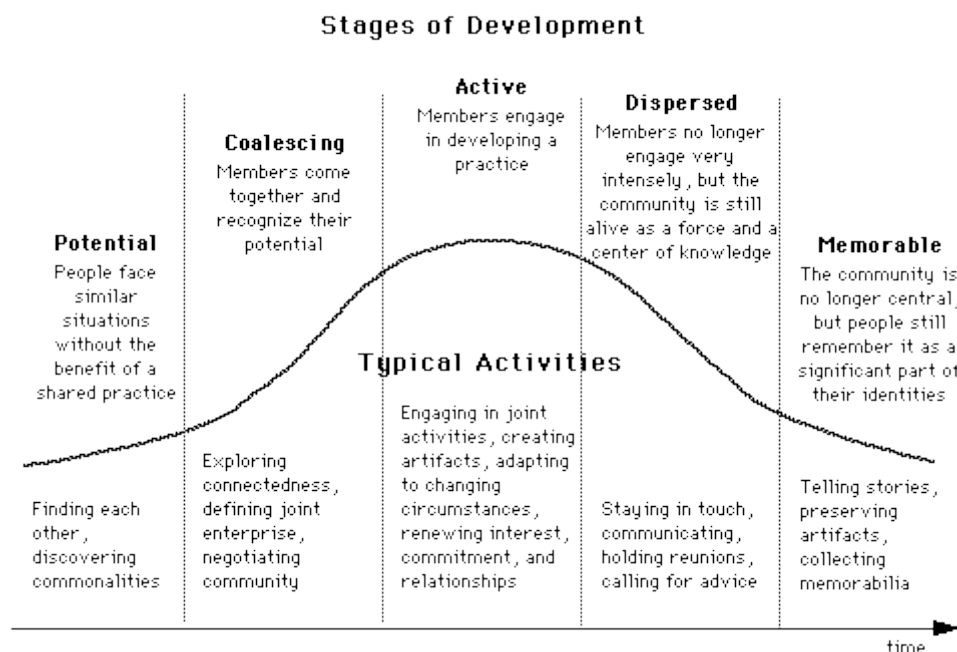 Stages of Development
Potential
People face
similar
situations
without the
benefit of a
shared practice
Coalescing
Members come
together and
recognize their
potential
Active
Members engage
in developing a
practice
Dispersed
Members no longer
engage very
intensely, but the
community is still
alive as a force and a
center of knowledge
Memorable
The community is
no longer central,
but people still
remember it as a
significant part of
their identities
Typical Activities
Finding each
other,
discovering
commonalities
Exploring
connectedness,
defining joint
enterprise,
negotiating
community
Engaging in joint
activities, creating
artifacts, adapting
to changing
circumstances,
renewing interest,
commitment, and
relationships
Staying in touch,
communicating,
holding reunions,
calling for advice
Telling stories,
preserving
artifacts,
collecting
memorabilia
time